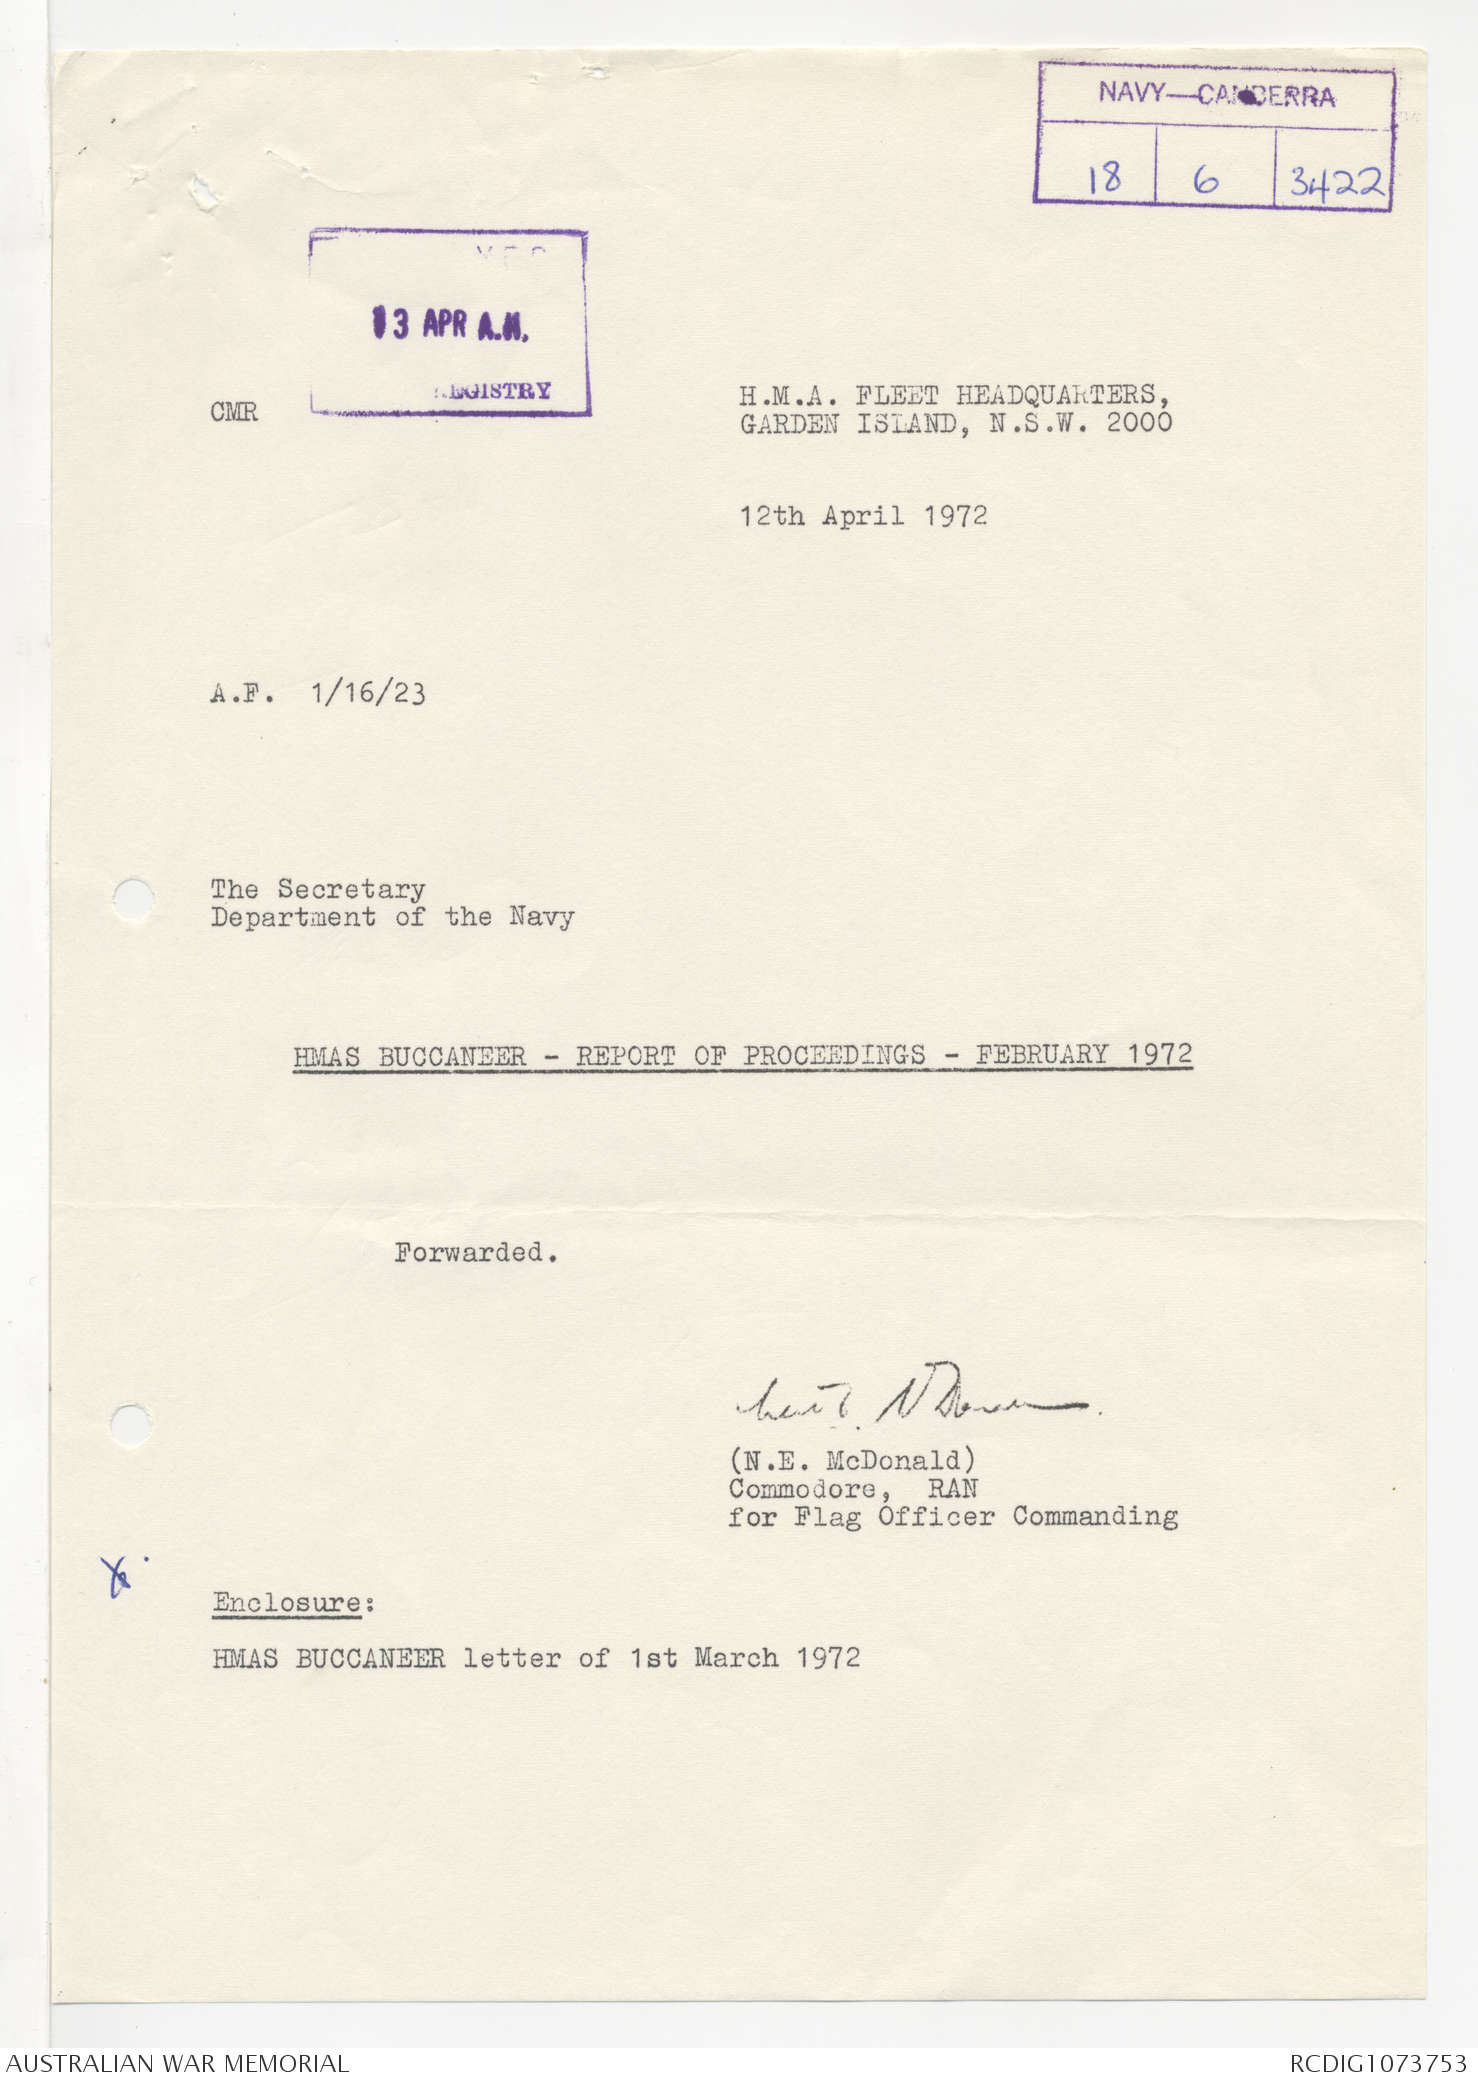 NAVY—CANBERRA
18 6 3422
13 APR A.M.
REGISTRY
CMR
H.M.A. FLEET HEADQUARTERS,
GARDEN ISLAND, N.S.W. 2000
12th April 1972
A.F. 1/16/23
The Secretary
Department of the Navy
HMAS BUCCANEER - REPORT OF PROCEEDINGS - FEBRUARY 1972
Forwarded.
(N.E. McDonald)
Commodore, RAN
for Flag Officer Commanding
Enclosure:
HMAS BUCCANEER letter of 1st March 1972
AUSTRALIAN WAR MEMORIAL
RCDIG1073753